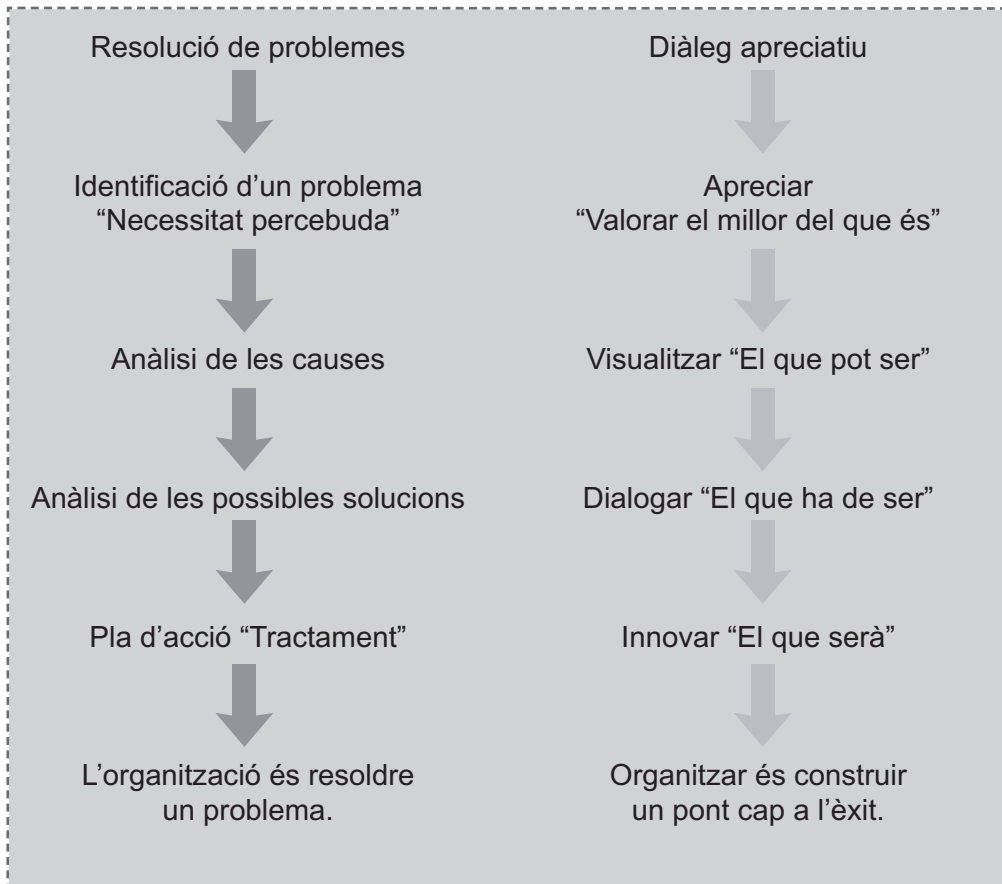 Resolució de problemes
Identificació d’un problema
“Necessitat percebuda”
Anàlisi de les causes
Anàlisi de les possibles solucions
Pla d’acció “Tractament”
L’organització és resoldre
un problema.
Diàleg apreciatiu
Apreciar
“Valorar el millor del que és”
Visualitzar “El que pot ser”
Dialogar “El que ha de ser”
Innovar “El que serà”
Organitzar és construir
un pont cap a l’èxit.